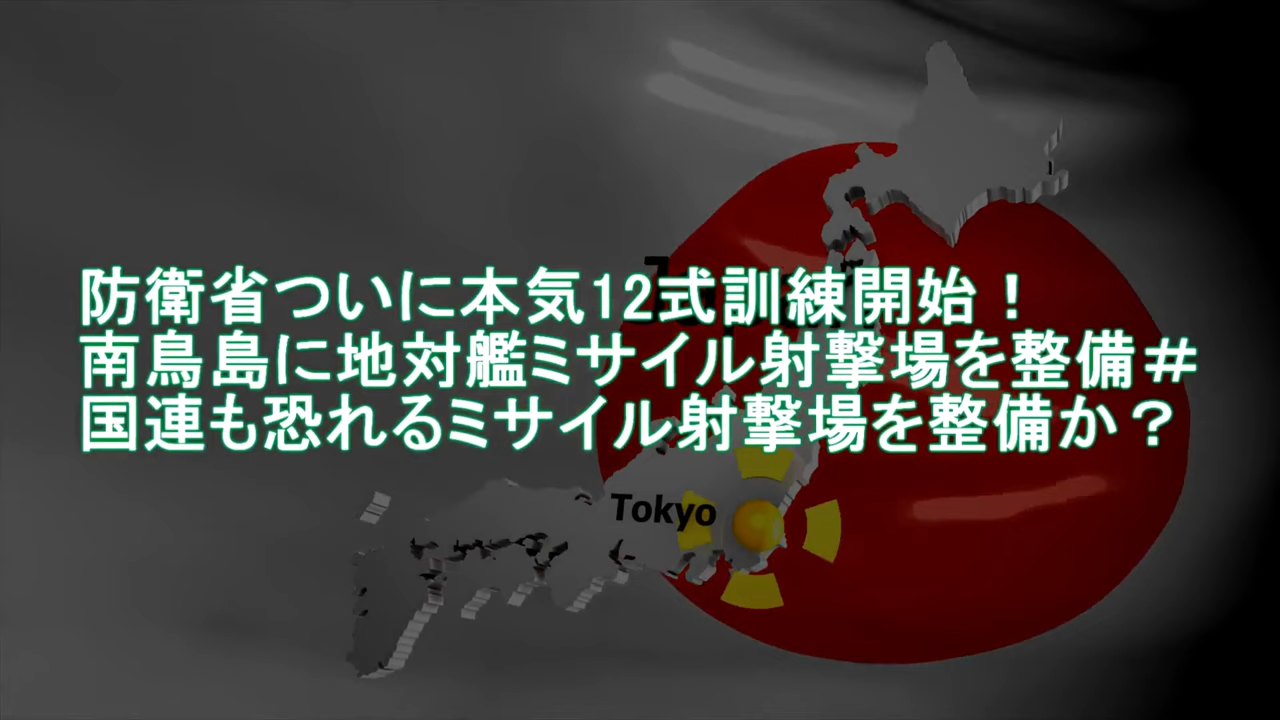 防衛省ついに本気12式訓練開始！
南鳥島に地対艦ミサイル射撃場を整備＃
国連も恐れるミサイル射撃場を整備か？
Tokyo